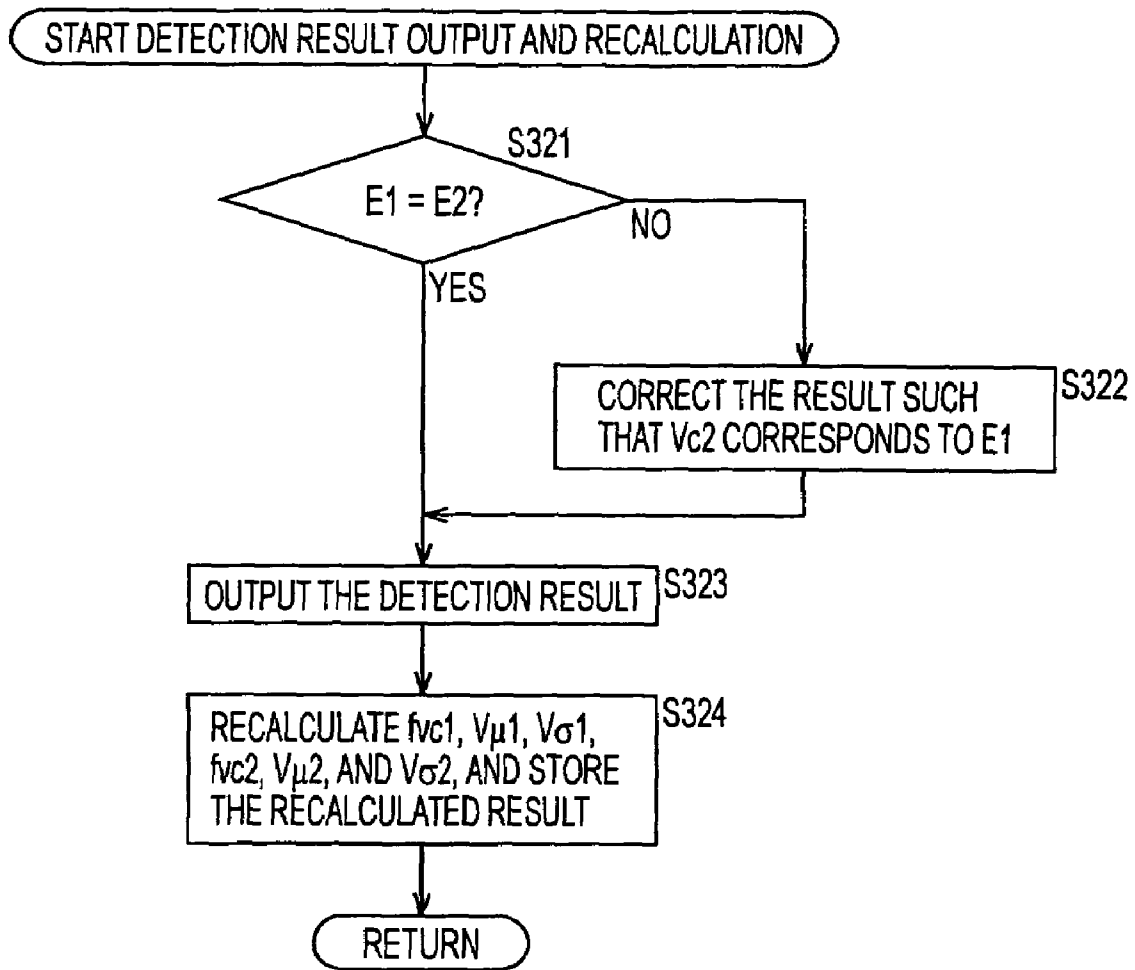 START DETECTION RESULT OUTPUT AND RECALCULATION
S321
E1 = E2?
NO
YES
S322
CORRECT THE RESULT SUCH
THAT Vc2 CORRESPONDS TO E1
OUTPUT THE DETECTION RESULT
S323
S324
RECALCULATE fvc1, Vμ1, Vσ1,
fvc2, Vμ2, AND Vσ2, AND STORE
THE RECALCULATED RESULT
RETURN